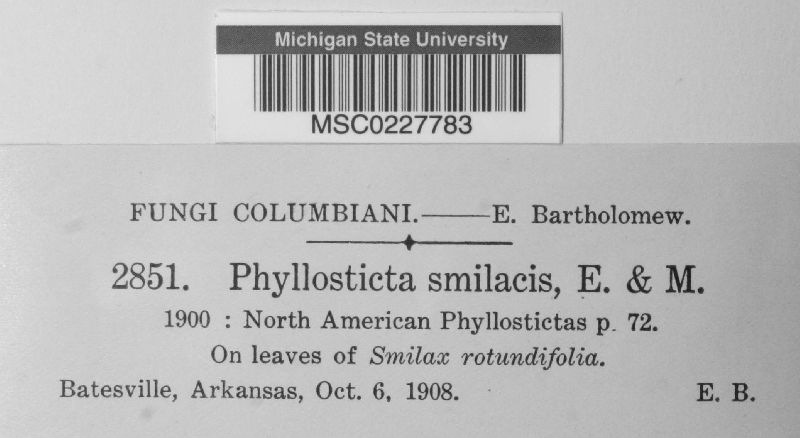 Michigan State University
MSC0227783
FUNGI COLUMBIANI.——E. Bartholomew.
2851. Phyllosticta smilacis, E. & M.
1900 : North American Phyllostictas p. 72.
On leaves of Smilax rotundifolia.
Batesville, Arkansas, Oct. 6, 1908. E. B.